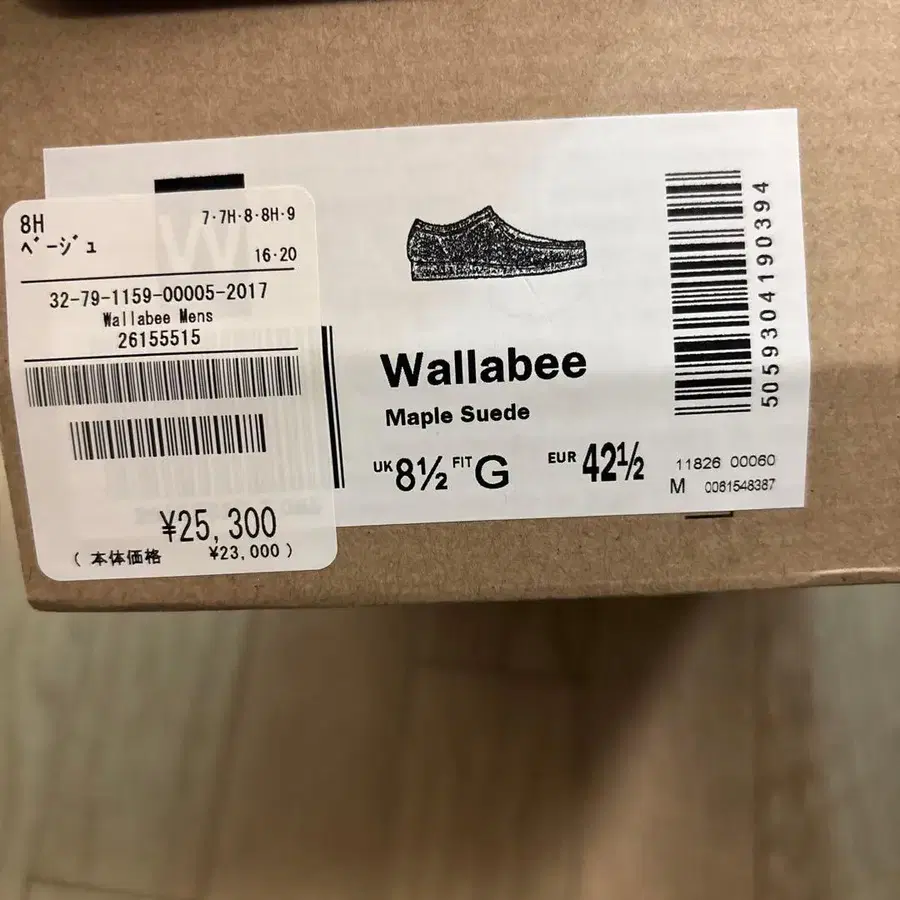 8H
7・7H・8・8H・9
ベージュ
16・20
32-79-1159-00005-2017
Wallabee Mens
26155515
¥25,300
(本体価格 ¥23,000)
Wallabee
Maple Suede
UK 8½ FIT G EUR 42½
5059304190394
11826 00060
M 0061548387